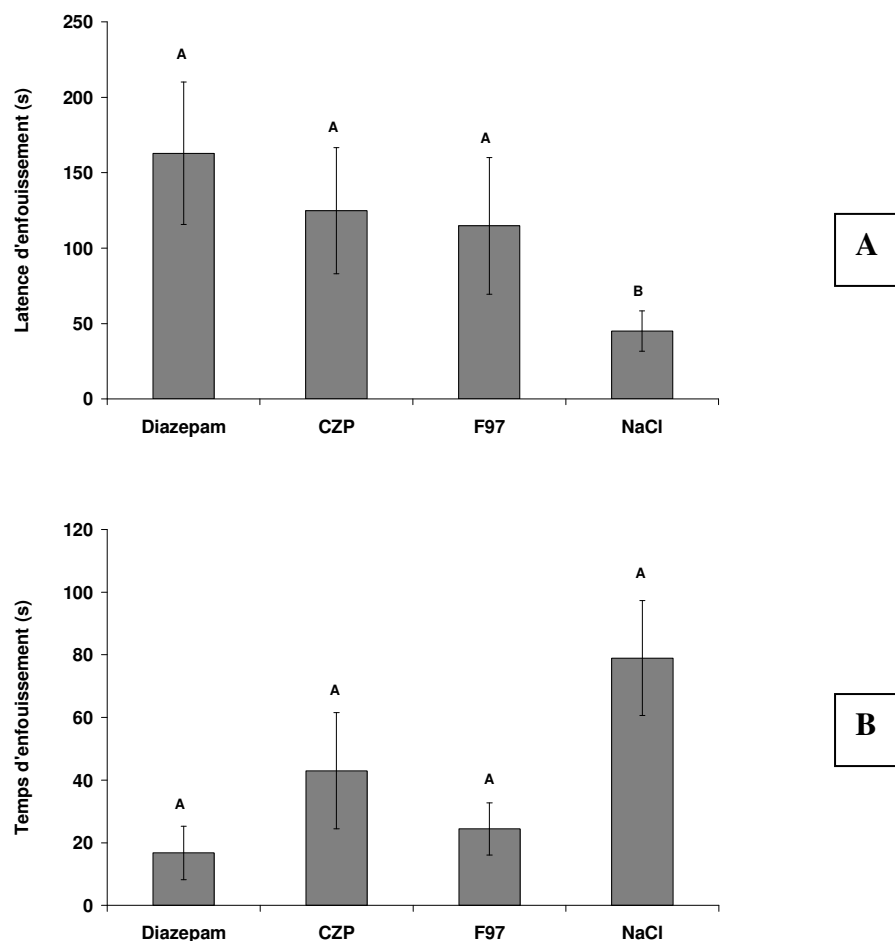 250
200
150
100
50
0
Latence d'enfouissement (s)
A
A
A
B
Diazepam CZP F97 NaCl
A
120
100
80
60
40
20
0
Temps d'enfouissement (s)
A
A
A
A
Diazepam CZP F97 NaCl
B